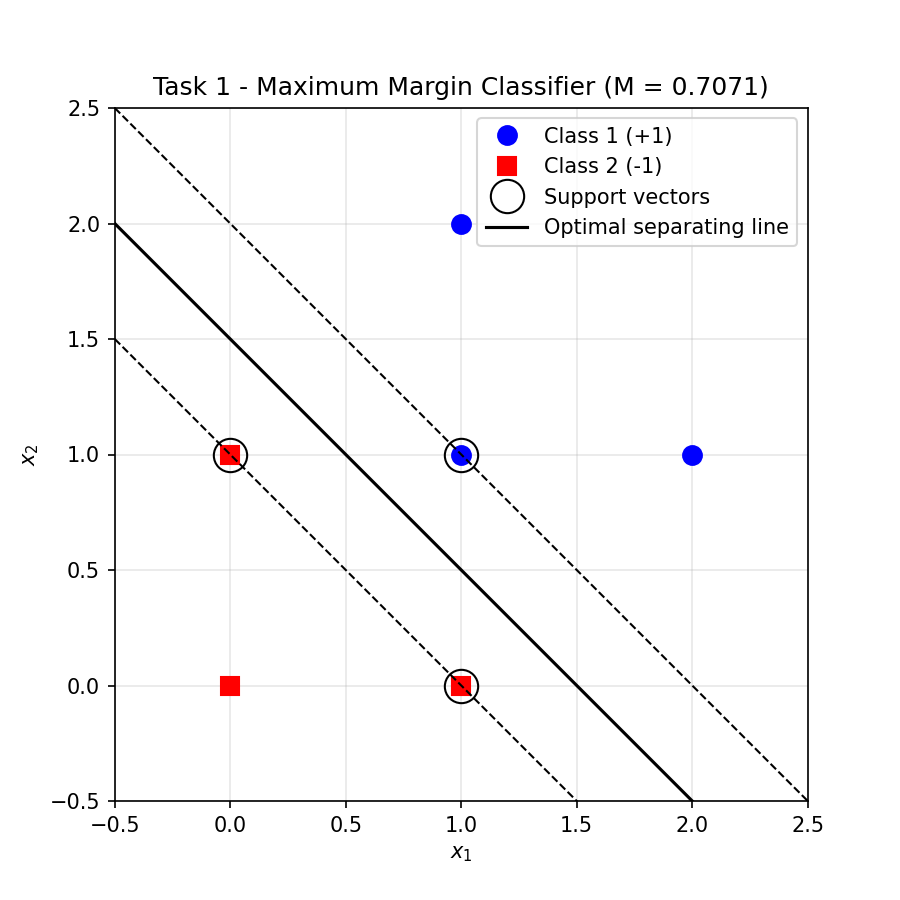 Task 1 - Maximum Margin Classifier (M = 0.7071)
Class 1 (+1)
Class 2 (-1)
Support vectors
Optimal separating line
2.5
2.0
1.5
1.0
0.5
0.0
−0.5
x₂
−0.5 0.0 0.5 1.0 1.5 2.0 2.5
x₁